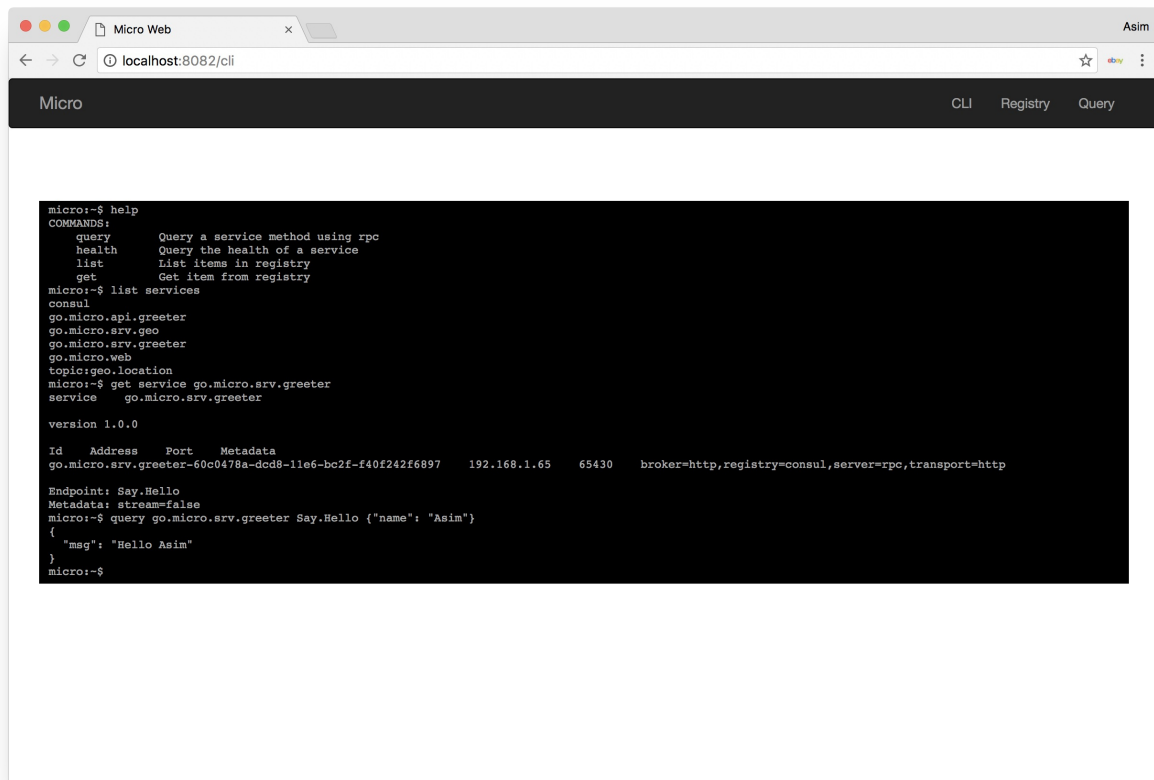 Micro Web
Asim
localhost:8082/cli
ebay
Micro
CLI Registry Query
micro:~$ help
COMMANDS:
    query       Query a service method using rpc
    health      Query the health of a service
    list        List items in registry
    get         Get item from registry
micro:~$ list services
consul
go.micro.api.greeter
go.micro.srv.geo
go.micro.srv.greeter
go.micro.web
topic:geo.location
micro:~$ get service go.micro.srv.greeter
service    go.micro.srv.greeter
version 1.0.0
Id    Address    Port    Metadata
go.micro.srv.greeter-60c0478a-dcd8-11e6-bc2f-f40f242f6897    192.168.1.65    65430    broker=http,registry=consul,server=rpc,transport=http
Endpoint: Say.Hello
Metadata: stream=false
micro:~$ query go.micro.srv.greeter Say.Hello {"name": "Asim"}
{
  "msg": "Hello Asim"
}
micro:~$